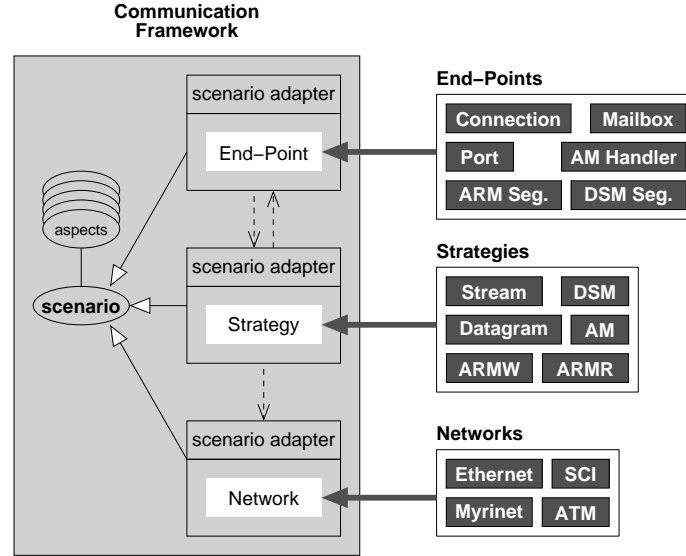 Communication
Framework
scenario adapter
End−Point
aspects
scenario
scenario adapter
Strategy
scenario adapter
Network
End−Points
Connection Mailbox
Port AM Handler
ARM Seg. DSM Seg.
Strategies
Stream DSM
Datagram AM
ARMW ARMR
Networks
Ethernet SCI
Myrinet ATM